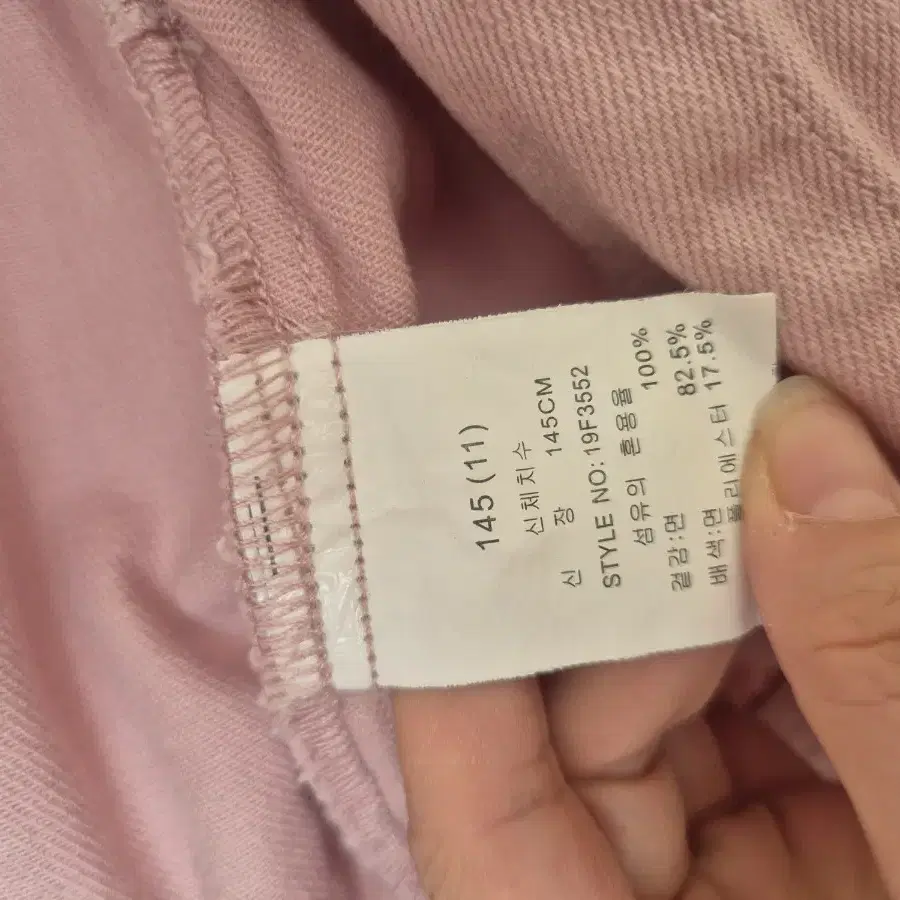 145 (11)
신체치수
신 장 145CM
STYLE NO:19F3552
섬유의 혼용율
겉감:면 100%
배색:면 82.5%
폴리에스터 17.5%